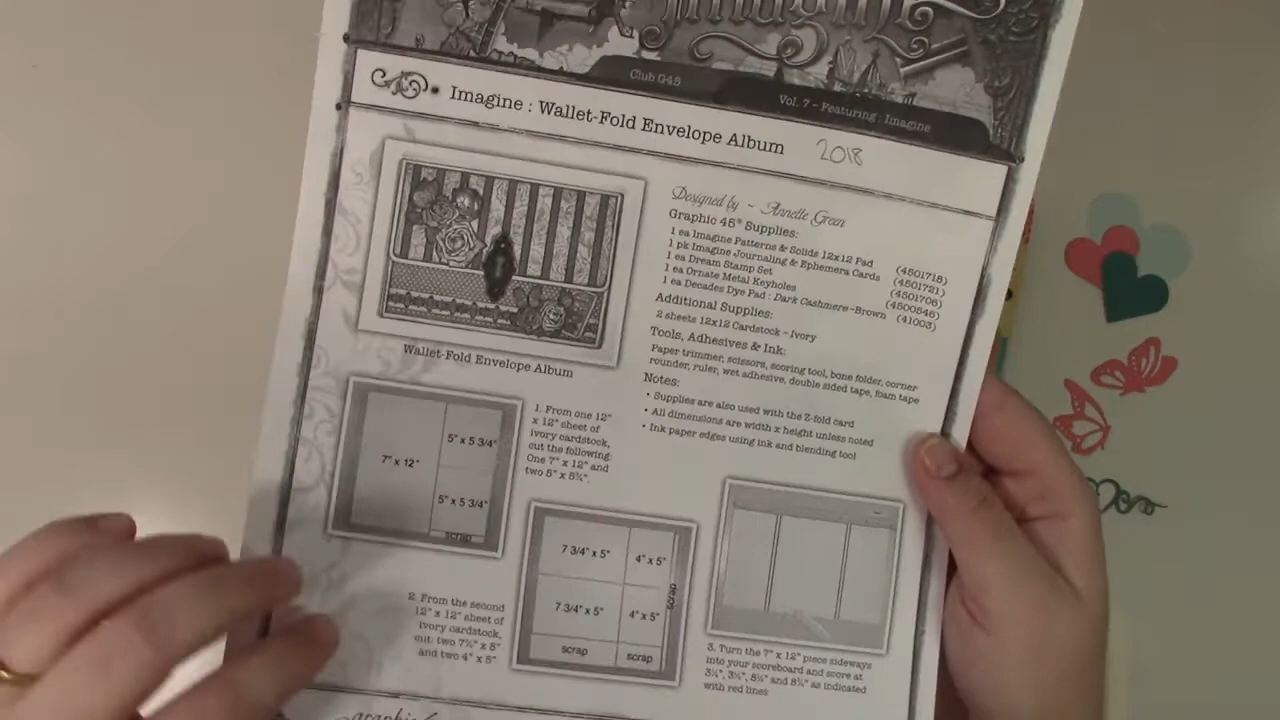 Imagine
Club G45
Vol. 7 - Featuring : Imagine
Imagine : Wallet-Fold Envelope Album
2018
Designed by ~ Annette Green
Graphic 45® Supplies:
1 ea Imagine Patterns & Solids 12x12 Pad (4501718)
1 pk Imagine Journaling & Ephemera Cards (4501721)
1 ea Dream Stamp Set (4501706)
1 ea Ornate Metal Keyholes (4500546)
1 ea Decades Dye Pad : Dark Cashmere-Brown (41003)
Additional Supplies:
2 sheets 12x12 Cardstock - Ivory
Tools, Adhesives & Ink:
Paper trimmer, scissors, scoring tool, bone folder, corner
rounder, ruler, wet adhesive, double sided tape, foam tape
Notes:
• Supplies are also used with the Z-fold card
• All dimensions are width x height unless noted
• Ink paper edges using ink and blending tool
Wallet-Fold Envelope Album
7" x 12"
5" x 5 3/4"
5" x 5 3/4"
scrap
1. From one 12"
x 12" sheet of
ivory cardstock,
cut the following:
One 7" x 12" and
two 5" x 5¾".
2. From the second
12" x 12" sheet of
ivory cardstock,
cut: two 7¾" x 5"
and two 4" x 5"
7 3/4" x 5"
4" x 5"
7.3/4" x 5"
4" x 5"
scrap
scrap
scrap
3. Turn the 7" x 12" piece sideways
into your scoreboard and score at
8¼" and
as indicated
with red lines